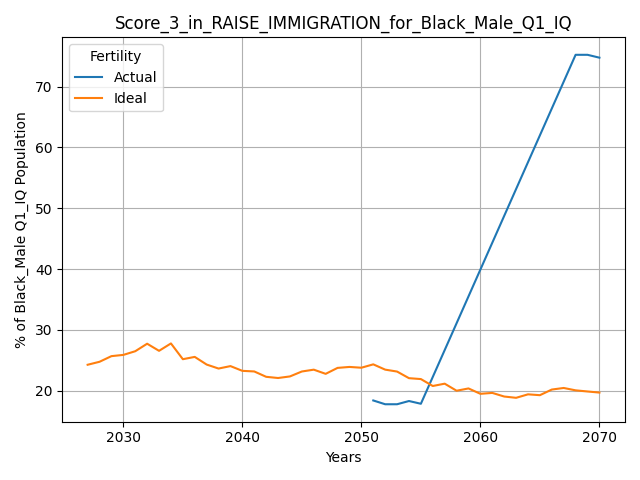 Score_3_in_RAISE_IMMIGRATION_for_Black_Male_Q1_IQ
Fertility
Actual
Ideal
% of Black_Male Q1_IQ Population
70
60
50
40
30
20
2030
2040
2050
2060
2070
Years